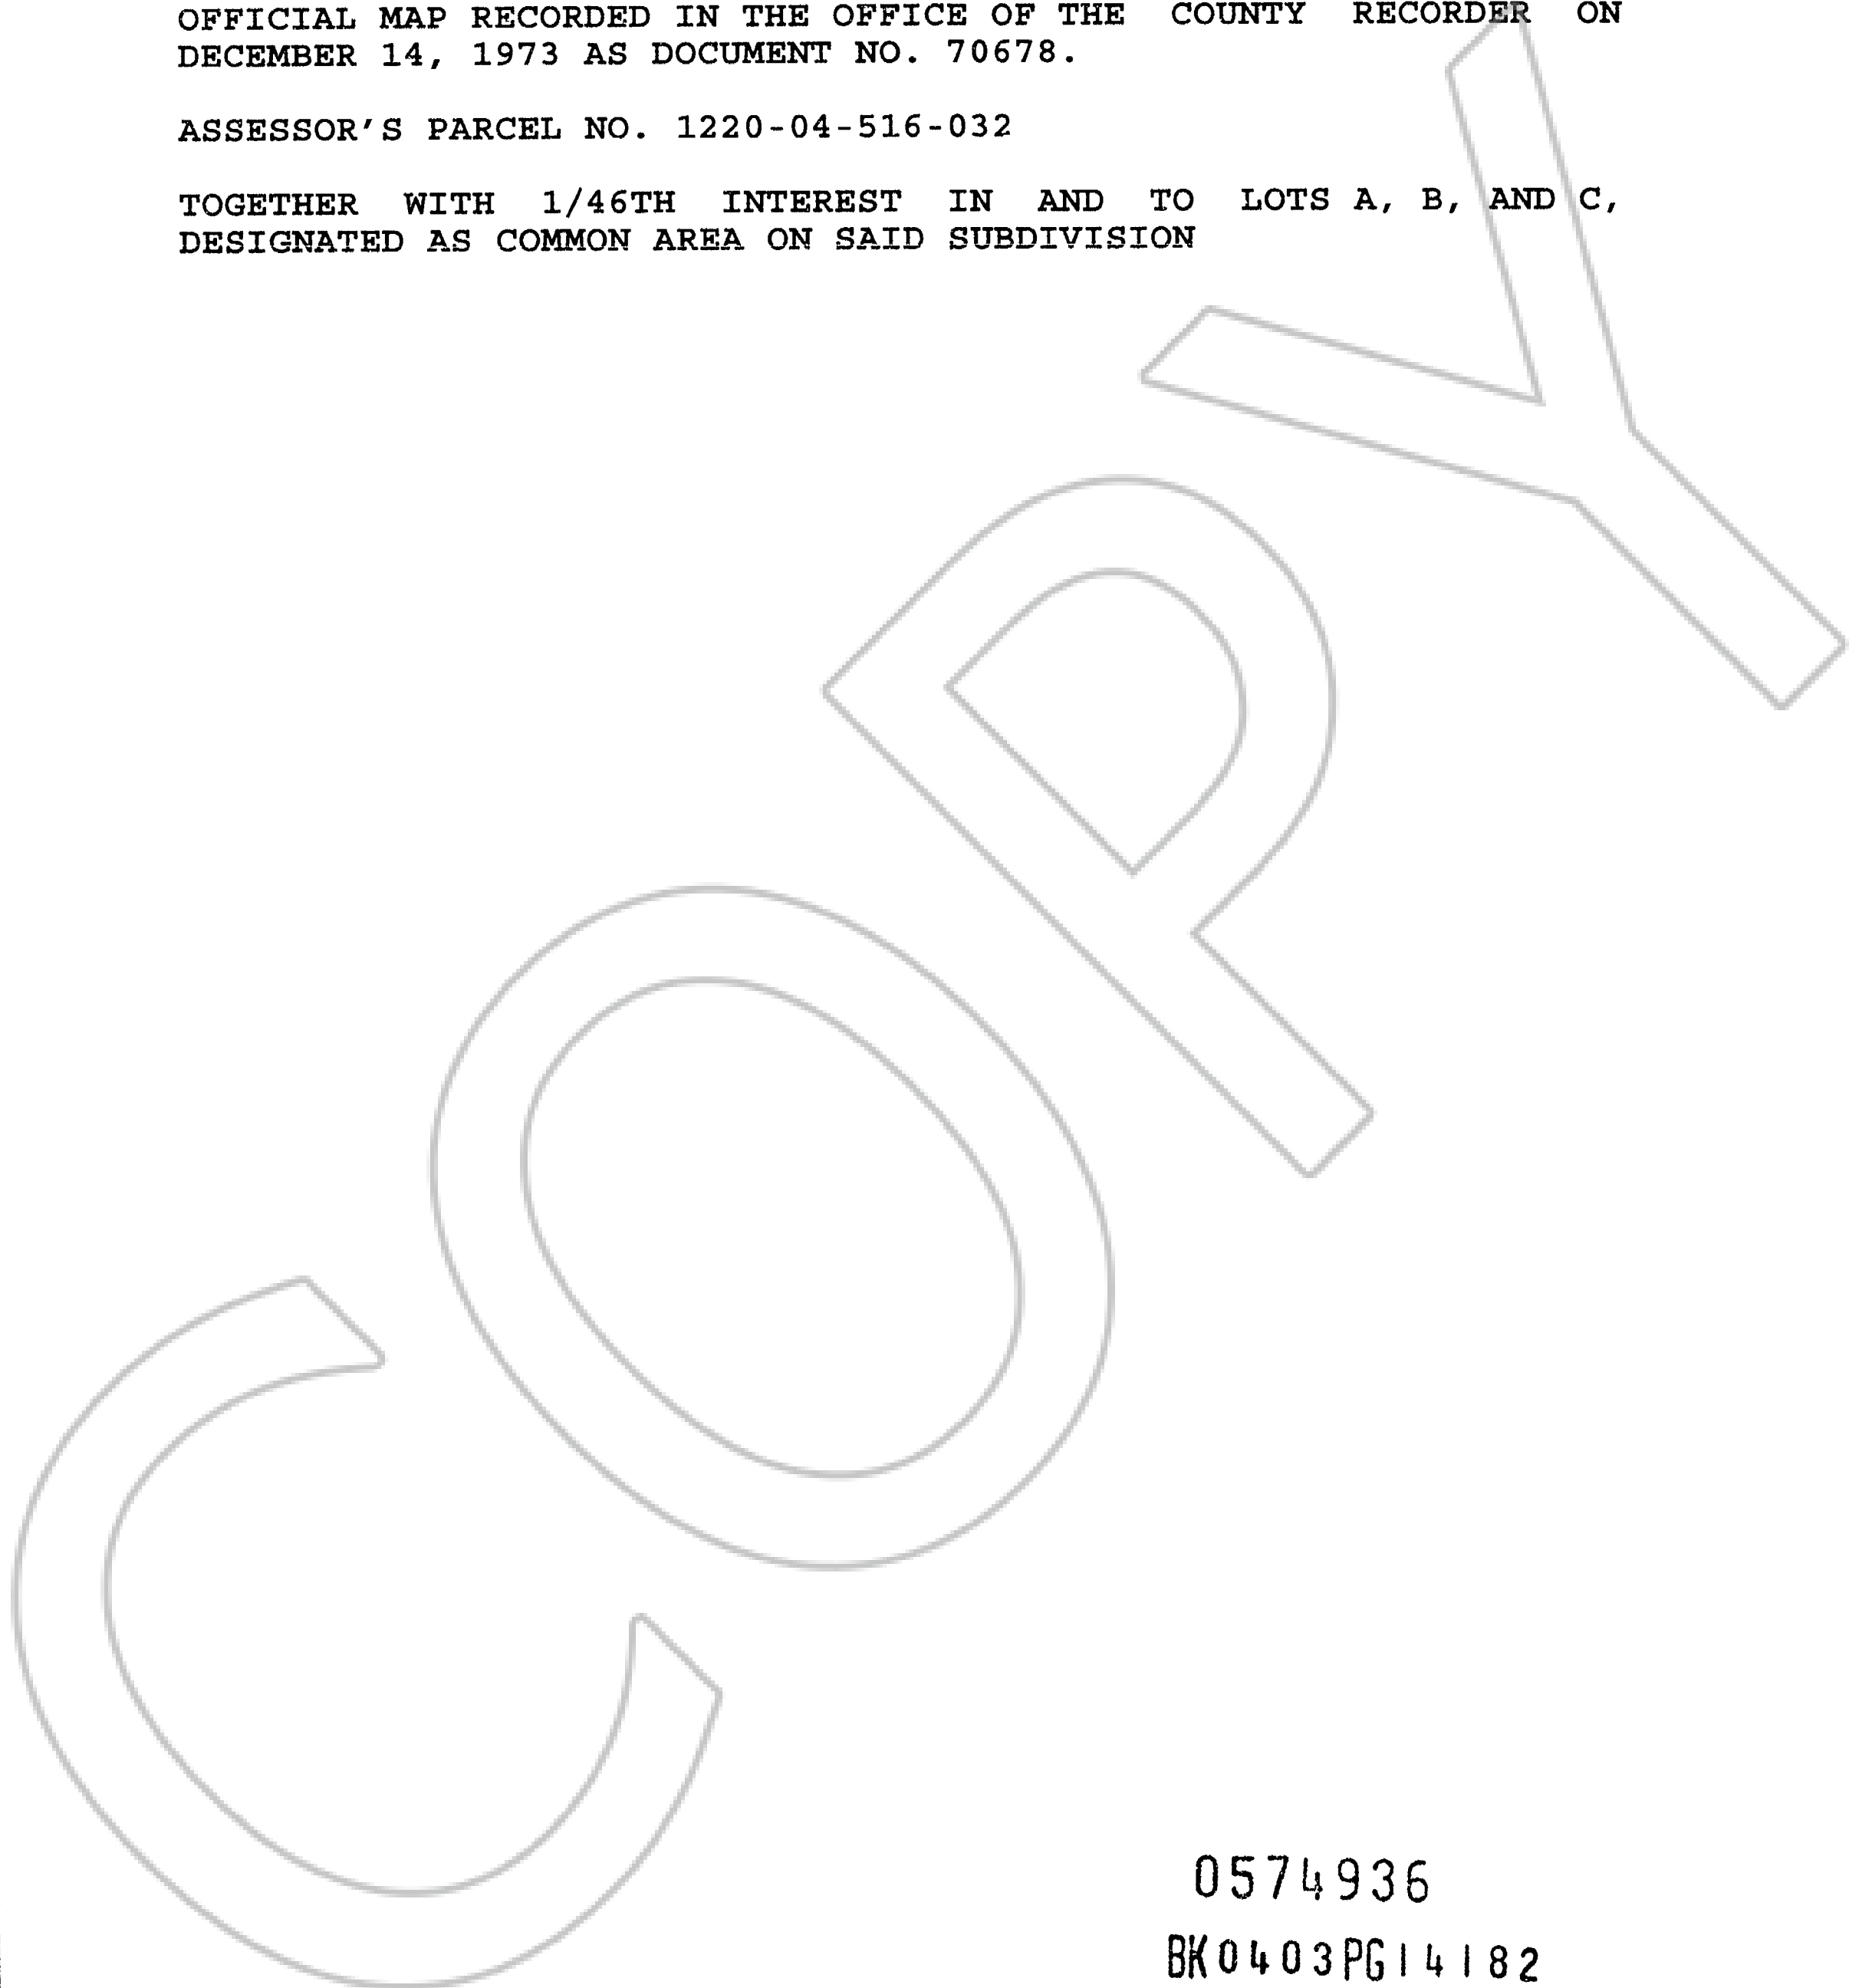 OFFICIAL MAP RECORDED IN THE OFFICE OF THE COUNTY RECORDER ON
DECEMBER 14, 1973 AS DOCUMENT NO. 70678.
ASSESSOR'S PARCEL NO. 1220-04-516-032
TOGETHER WITH 1/46TH INTEREST IN AND TO LOTS A, B, AND C,
DESIGNATED AS COMMON AREA ON SAID SUBDIVISION
COPY
0574936
BK0403PG14182